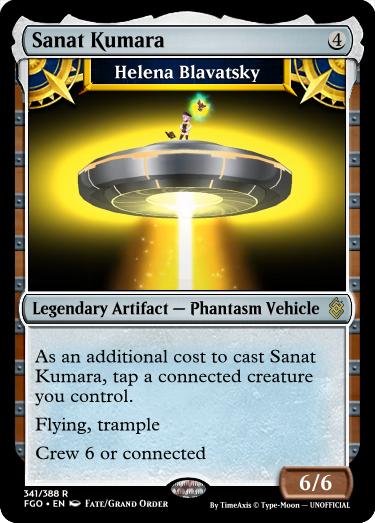 Sanat Kumara 4
Helena Blavatsky
Legendary Artifact — Phantasm Vehicle
As an additional cost to cast Sanat
Kumara, tap a connected creature
you control.
Flying, trample
Crew 6 or connected
6/6
341/388 R
FGO • EN Fate/Grand Order
By TimeAxis © Type-Moon — UNOFFICIAL